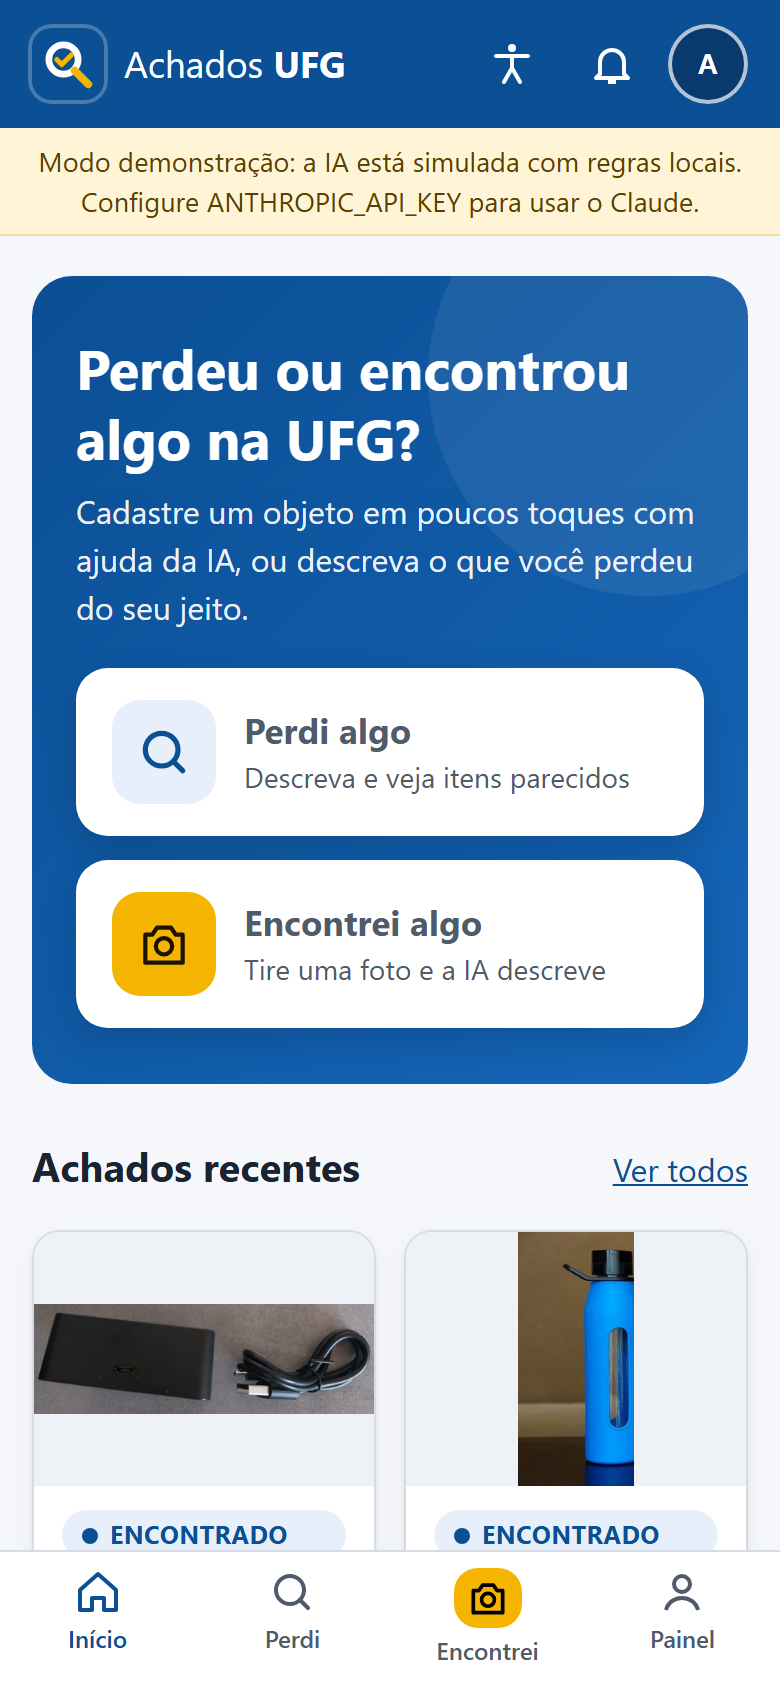 Achados UFG
A
Modo demonstração: a IA está simulada com regras locais.
Configure ANTHROPIC_API_KEY para usar o Claude.
Perdeu ou encontrou
algo na UFG?
Cadastre um objeto em poucos toques com
ajuda da IA, ou descreva o que você perdeu
do seu jeito.
Perdi algo
Descreva e veja itens parecidos
Encontrei algo
Tire uma foto e a IA descreve
Achados recentes
Ver todos
ENCONTRADO
ENCONTRADO
Início
Perdi
Encontrei
Painel